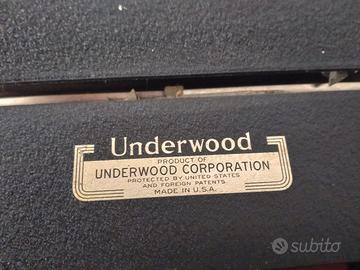 Underwood
PRODUCT OF
UNDERWOOD CORPORATION
PROTECTED BY UNITED STATES
AND FOREIGN PATENTS
MADE IN U.S.A.
subito